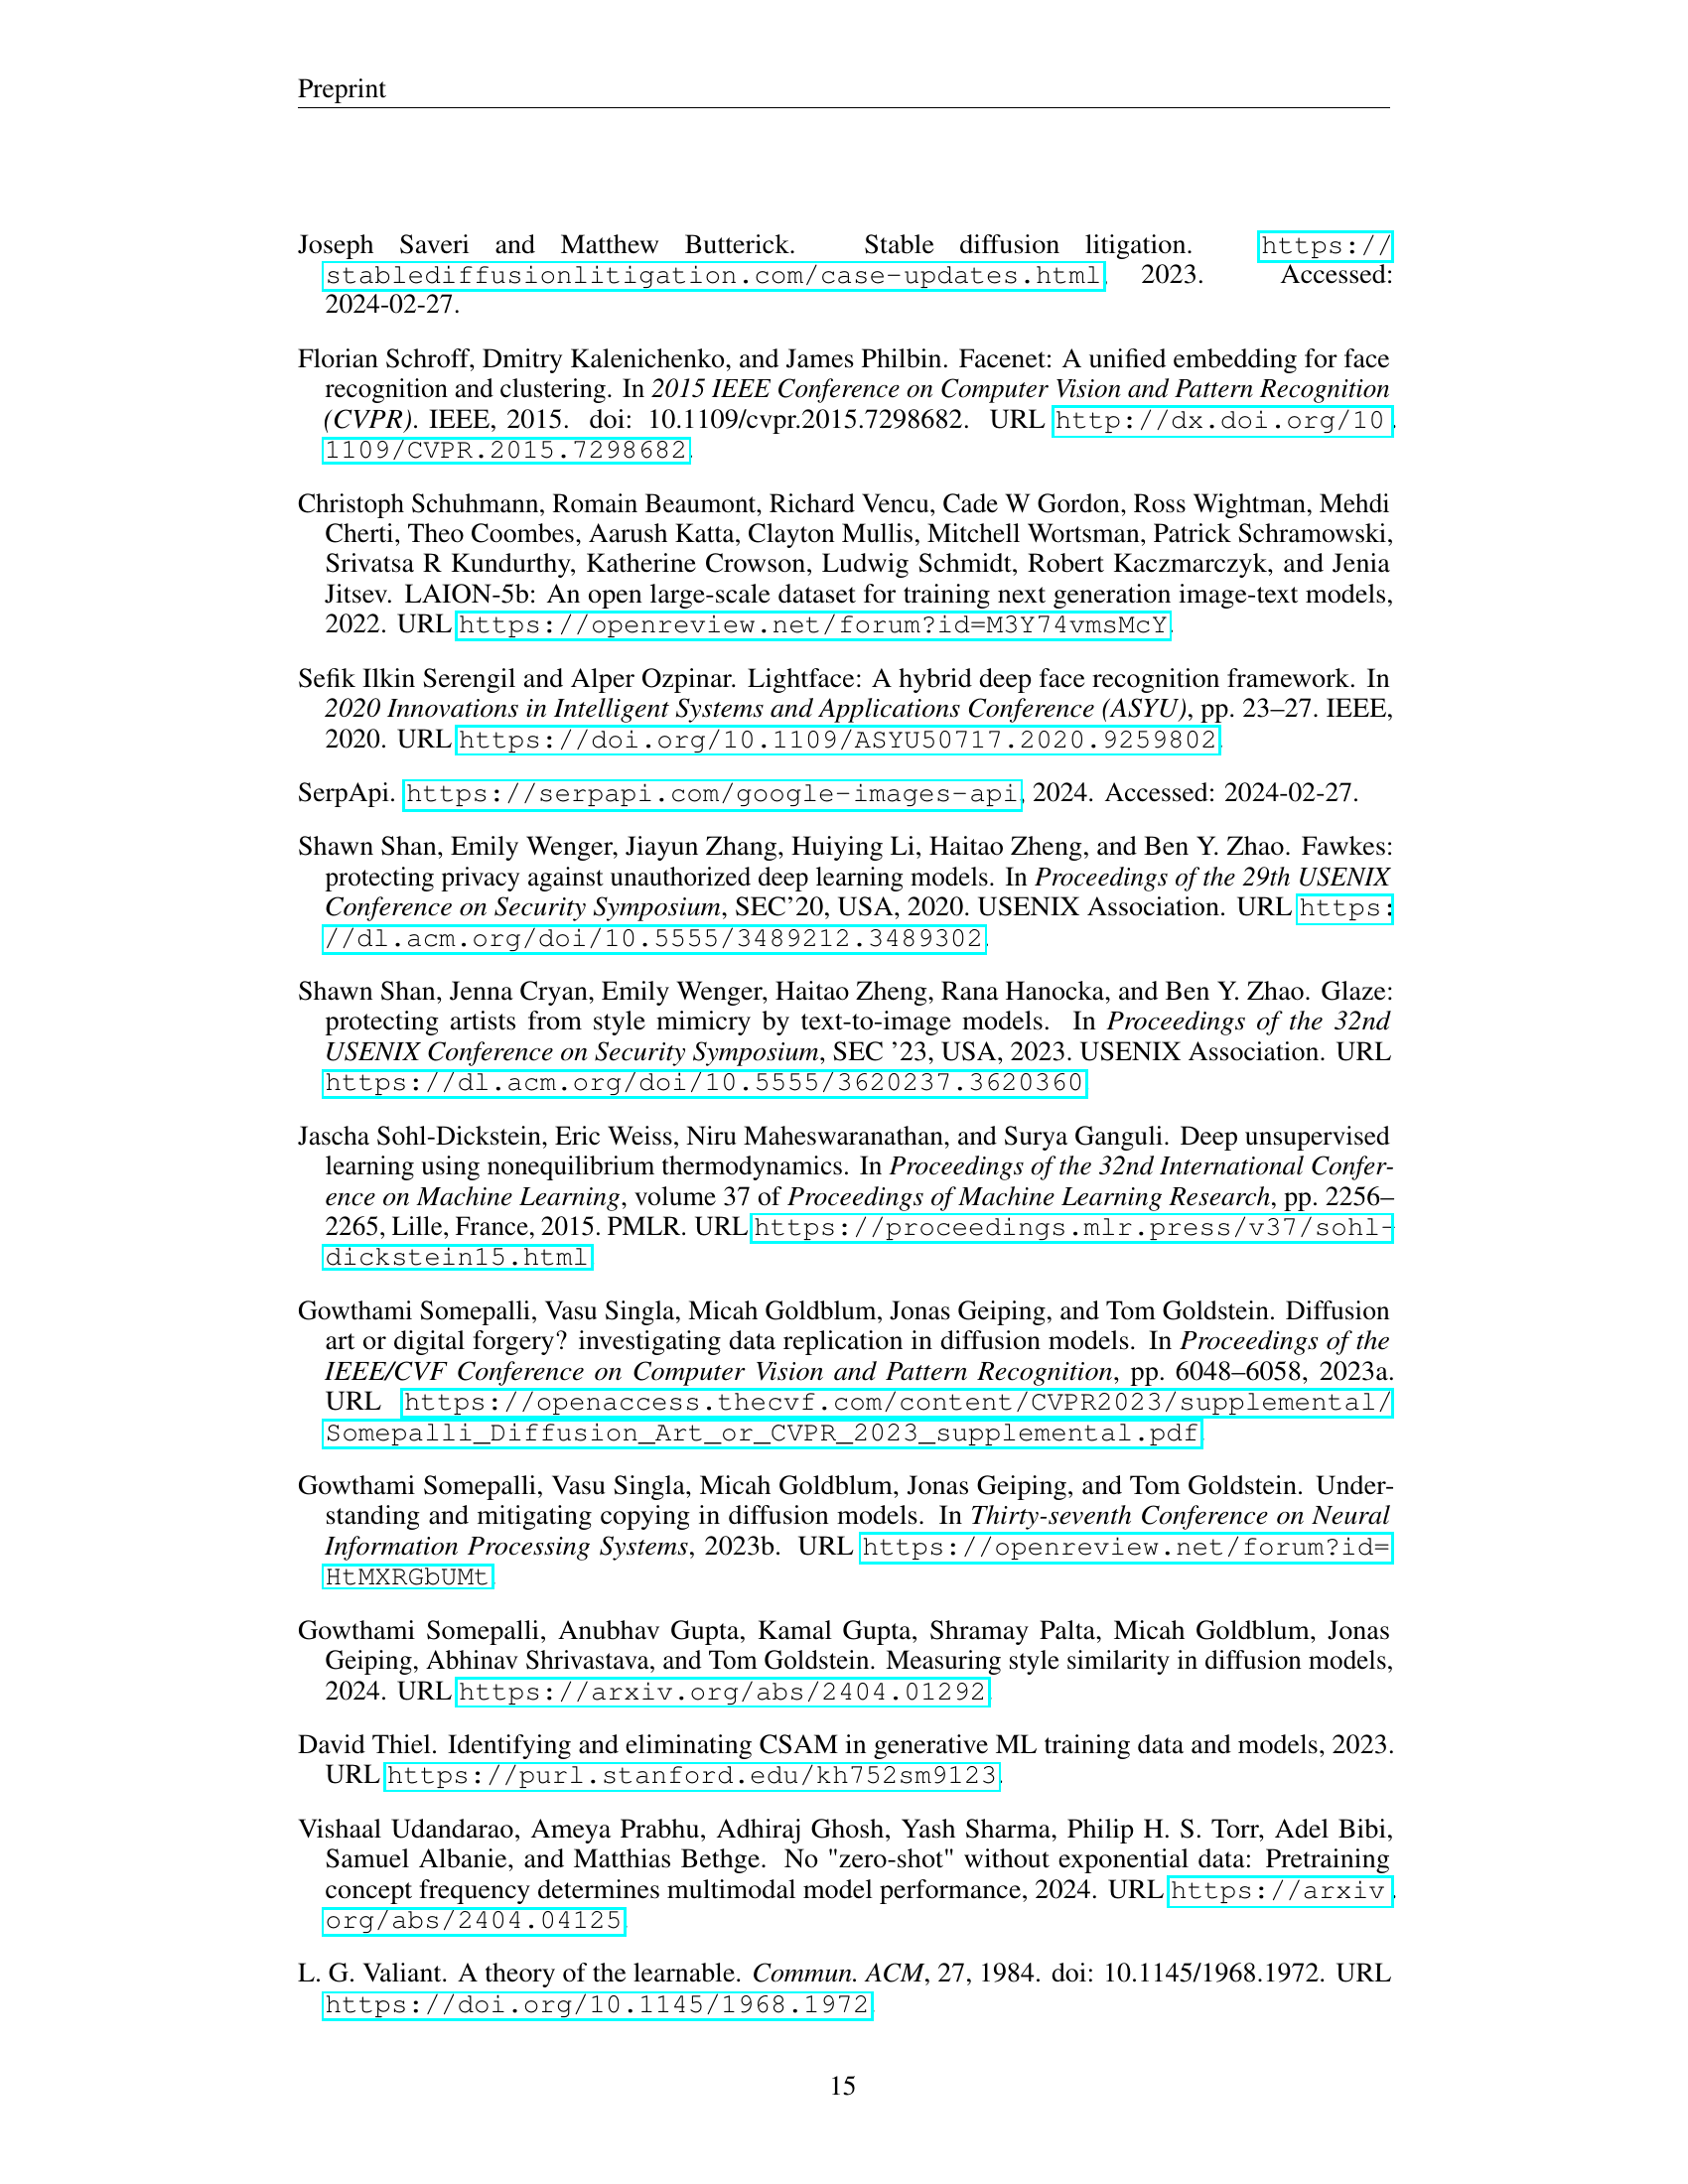 Preprint
Joseph Saveri and Matthew Butterick. Stable diffusion litigation. https://
stablediffusionlitigation.com/case-updates.html, 2023. Accessed:
2024-02-27.
Florian Schroff, Dmitry Kalenichenko, and James Philbin. Facenet: A unified embedding for face
recognition and clustering. In 2015 IEEE Conference on Computer Vision and Pattern Recognition
(CVPR). IEEE, 2015. doi: 10.1109/cvpr.2015.7298682. URL http://dx.doi.org/10.
1109/CVPR.2015.7298682.
Christoph Schuhmann, Romain Beaumont, Richard Vencu, Cade W Gordon, Ross Wightman, Mehdi
Cherti, Theo Coombes, Aarush Katta, Clayton Mullis, Mitchell Wortsman, Patrick Schramowski,
Srivatsa R Kundurthy, Katherine Crowson, Ludwig Schmidt, Robert Kaczmarczyk, and Jenia
Jitsev. LAION-5b: An open large-scale dataset for training next generation image-text models,
2022. URL https://openreview.net/forum?id=M3Y74vmsMcY.
Sefik Ilkin Serengil and Alper Ozpinar. Lightface: A hybrid deep face recognition framework. In
2020 Innovations in Intelligent Systems and Applications Conference (ASYU), pp. 23–27. IEEE,
2020. URL https://doi.org/10.1109/ASYU50717.2020.9259802.
SerpApi. https://serpapi.com/google-images-api, 2024. Accessed: 2024-02-27.
Shawn Shan, Emily Wenger, Jiayun Zhang, Huiying Li, Haitao Zheng, and Ben Y. Zhao. Fawkes:
protecting privacy against unauthorized deep learning models. In Proceedings of the 29th USENIX
Conference on Security Symposium, SEC’20, USA, 2020. USENIX Association. URL https:
//dl.acm.org/doi/10.5555/3489212.3489302.
Shawn Shan, Jenna Cryan, Emily Wenger, Haitao Zheng, Rana Hanocka, and Ben Y. Zhao. Glaze:
protecting artists from style mimicry by text-to-image models. In Proceedings of the 32nd
USENIX Conference on Security Symposium, SEC ’23, USA, 2023. USENIX Association. URL
https://dl.acm.org/doi/10.5555/3620237.3620360.
Jascha Sohl-Dickstein, Eric Weiss, Niru Maheswaranathan, and Surya Ganguli. Deep unsupervised
learning using nonequilibrium thermodynamics. In Proceedings of the 32nd International Confer-
ence on Machine Learning, volume 37 of Proceedings of Machine Learning Research, pp. 2256–
2265, Lille, France, 2015. PMLR. URL https://proceedings.mlr.press/v37/sohl-
dickstein15.html.
Gowthami Somepalli, Vasu Singla, Micah Goldblum, Jonas Geiping, and Tom Goldstein. Diffusion
art or digital forgery? investigating data replication in diffusion models. In Proceedings of the
IEEE/CVF Conference on Computer Vision and Pattern Recognition, pp. 6048–6058, 2023a.
URL https://openaccess.thecvf.com/content/CVPR2023/supplemental/
Somepalli_Diffusion_Art_or_CVPR_2023_supplemental.pdf.
Gowthami Somepalli, Vasu Singla, Micah Goldblum, Jonas Geiping, and Tom Goldstein. Under-
standing and mitigating copying in diffusion models. In Thirty-seventh Conference on Neural
Information Processing Systems, 2023b. URL https://openreview.net/forum?id=
HtMXRGbUMt.
Gowthami Somepalli, Anubhav Gupta, Kamal Gupta, Shramay Palta, Micah Goldblum, Jonas
Geiping, Abhinav Shrivastava, and Tom Goldstein. Measuring style similarity in diffusion models,
2024. URL https://arxiv.org/abs/2404.01292.
David Thiel. Identifying and eliminating CSAM in generative ML training data and models, 2023.
URL https://purl.stanford.edu/kh752sm9123.
Vishaal Udandarao, Ameya Prabhu, Adhiraj Ghosh, Yash Sharma, Philip H. S. Torr, Adel Bibi,
Samuel Albanie, and Matthias Bethge. No "zero-shot" without exponential data: Pretraining
concept frequency determines multimodal model performance, 2024. URL https://arxiv.
org/abs/2404.04125.
L. G. Valiant. A theory of the learnable. Commun. ACM, 27, 1984. doi: 10.1145/1968.1972. URL
https://doi.org/10.1145/1968.1972.
15